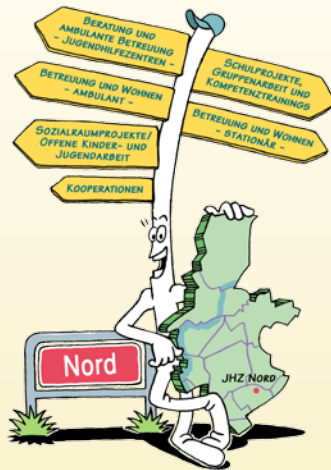 BERATUNG UND
AMBULANTE BETREUUNG
- JUGENDHILFEZENTREN -
SCHULPROJEKTE,
GRUPPENARBEIT UND
KOMPETENZTRAININGS
BETREUUNG UND WOHNEN
- AMBULANT -
BETREUUNG UND WOHNEN
- STATIONÄR -
SOZIALRAUMPROJEKTE/
OFFENE KINDER- UND
JUGENDARBEIT
KOOPERATIONEN
Nord
JHZ NORD